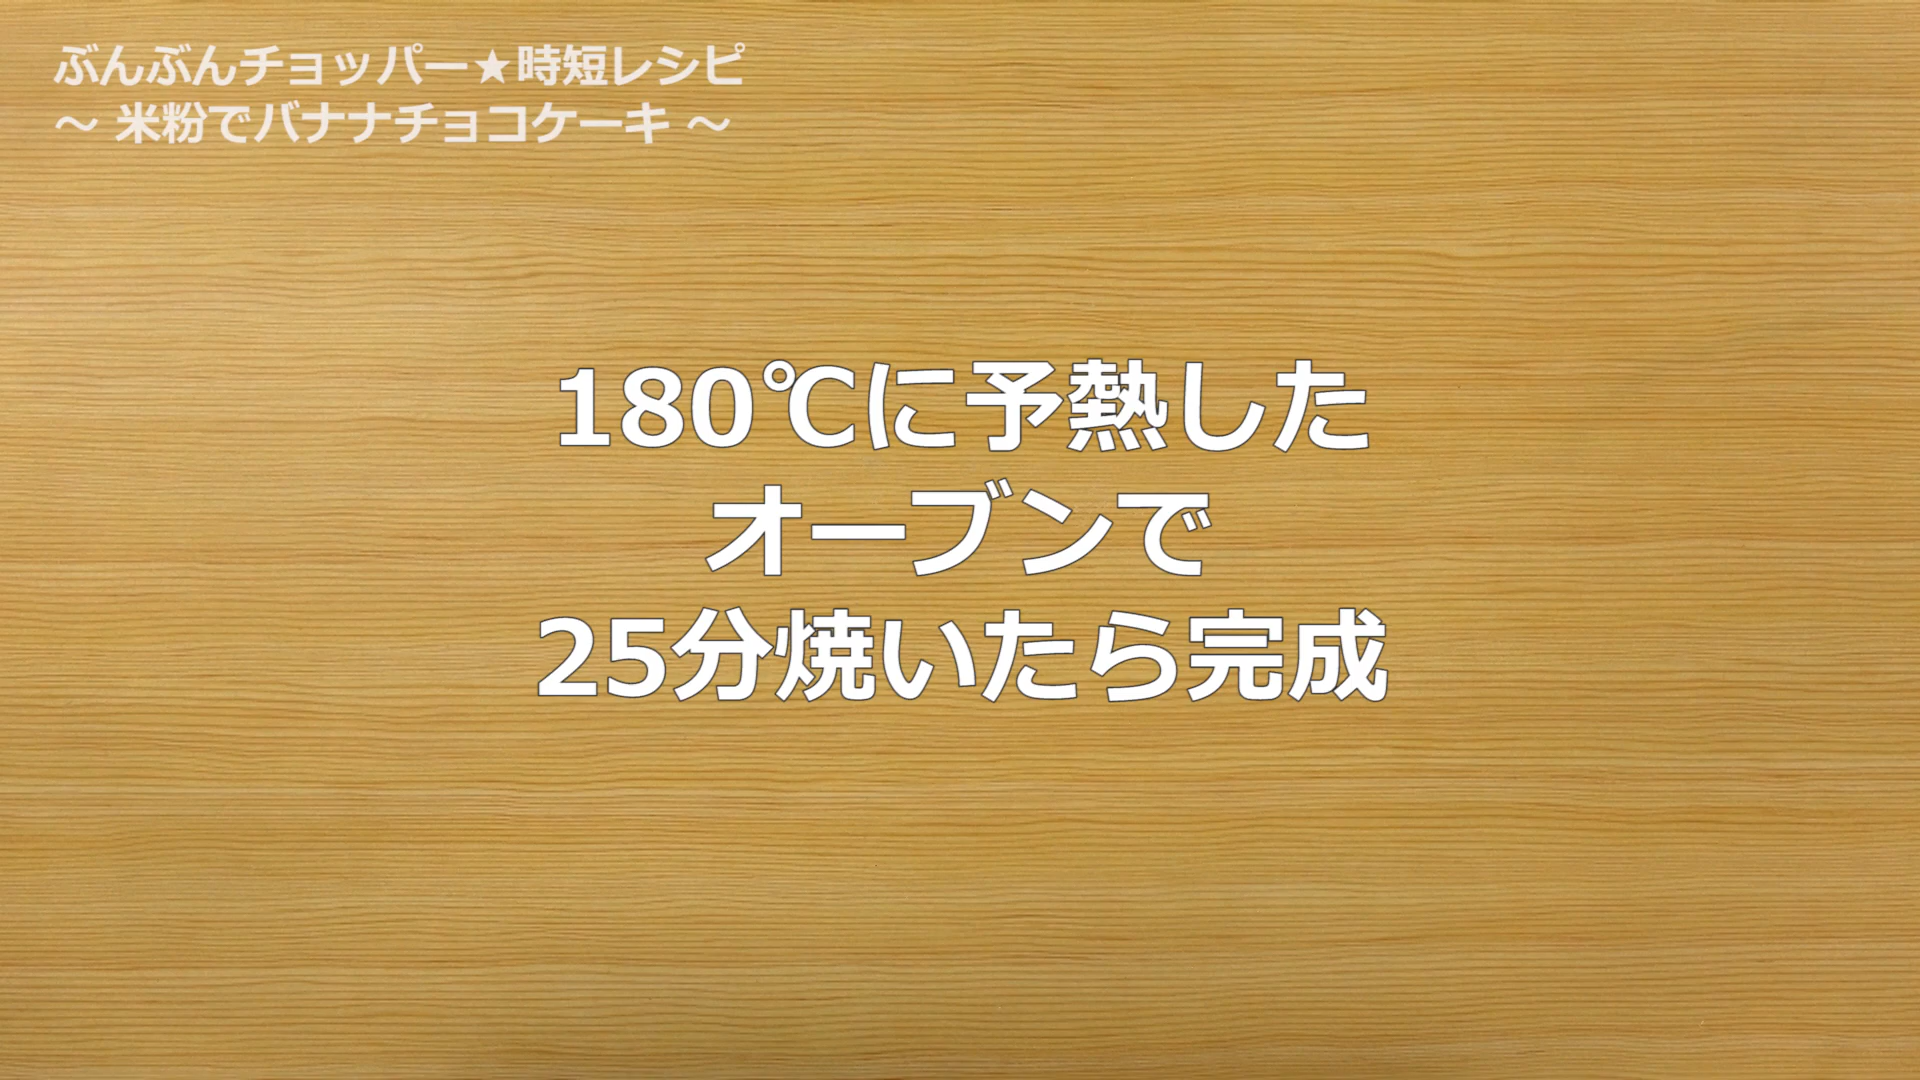 ぶんぶんチョッパー★時短レシピ
～ 米粉でバナナチョコケーキ ～
180℃に予熱した
オーブンで
25分焼いたら完成